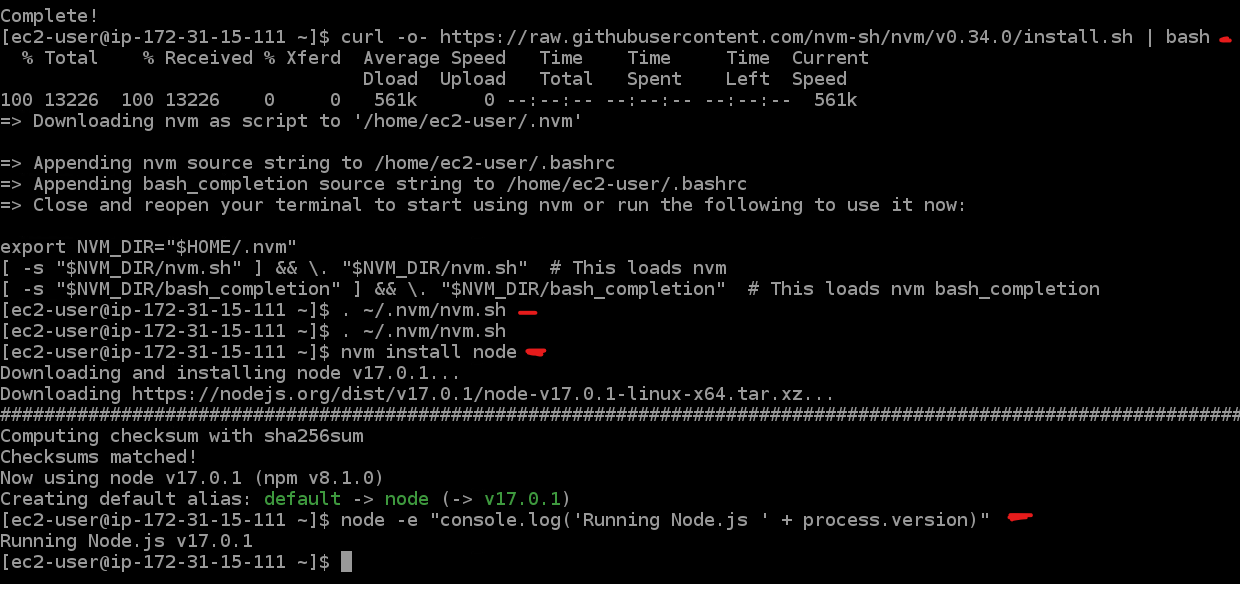 Complete!
[ec2-user@ip-172-31-15-111 ~]$ curl -o- https://raw.githubusercontent.com/nvm-sh/nvm/v0.34.0/install.sh | bash
  % Total    % Received % Xferd  Average Speed   Time    Time     Time  Current
                                 Dload  Upload   Total   Spent    Left  Speed
100 13226  100 13226    0     0   561k      0 --:--:-- --:--:-- --:--:--  561k
=> Downloading nvm as script to '/home/ec2-user/.nvm'

=> Appending nvm source string to /home/ec2-user/.bashrc
=> Appending bash_completion source string to /home/ec2-user/.bashrc
=> Close and reopen your terminal to start using nvm or run the following to use it now:

export NVM_DIR="$HOME/.nvm"
[ -s "$NVM_DIR/nvm.sh" ] && \. "$NVM_DIR/nvm.sh"  # This loads nvm
[ -s "$NVM_DIR/bash_completion" ] && \. "$NVM_DIR/bash_completion"  # This loads nvm bash_completion
[ec2-user@ip-172-31-15-111 ~]$ . ~/.nvm/nvm.sh
[ec2-user@ip-172-31-15-111 ~]$ . ~/.nvm/nvm.sh
[ec2-user@ip-172-31-15-111 ~]$ nvm install node
Downloading and installing node v17.0.1...
Downloading https://nodejs.org/dist/v17.0.1/node-v17.0.1-linux-x64.tar.xz...
#################################################################################################################
Computing checksum with sha256sum
Checksums matched!
Now using node v17.0.1 (npm v8.1.0)
Creating default alias: default -> node (-> v17.0.1)
[ec2-user@ip-172-31-15-111 ~]$ node -e "console.log('Running Node.js ' + process.version)"
Running Node.js v17.0.1
[ec2-user@ip-172-31-15-111 ~]$